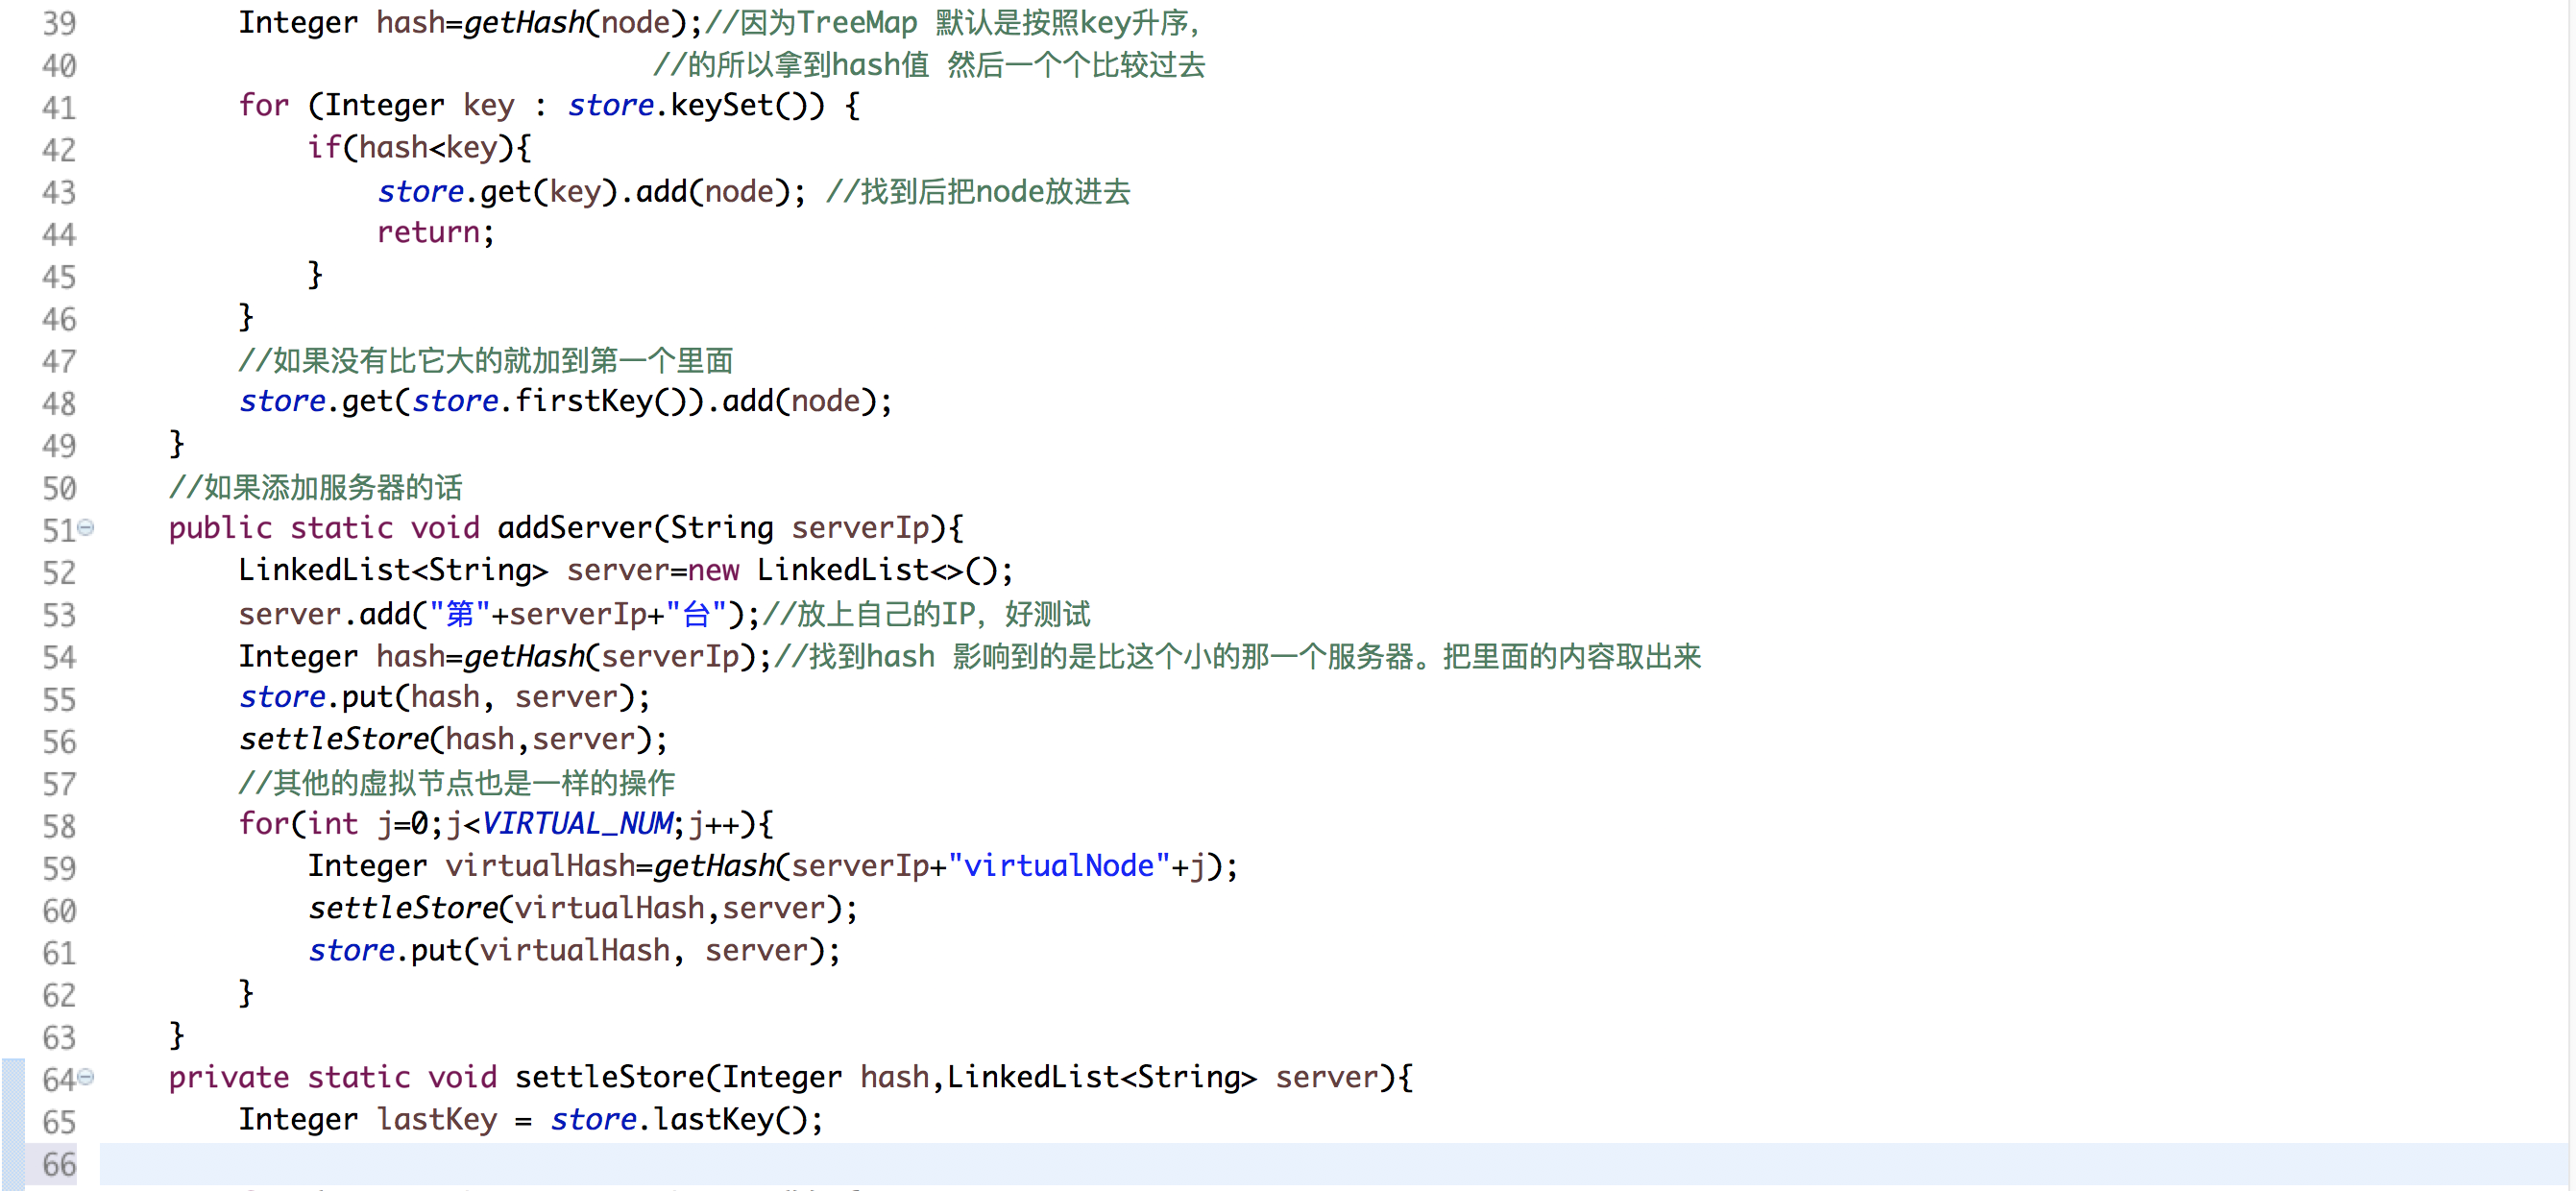 39 Integer hash=getHash(node);//因为TreeMap 默认是按照key升序，
40 //的所以拿到hash值 然后一个个比较过去
41 for (Integer key : store.keySet()) {
42 if(hash<key){
43 store.get(key).add(node); //找到后把node放进去
44 return;
45 }
46 }
47 //如果没有比它大的就加到第一个里面
48 store.get(store.firstKey()).add(node);
49 }
50 //如果添加服务器的话
51 public static void addServer(String serverIp){
52 LinkedList<String> server=new LinkedList<>();
53 server.add("第"+serverIp+"台");//放上自己的IP，好测试
54 Integer hash=getHash(serverIp);//找到hash 影响到的是比这个小的那一个服务器。把里面的内容取出来
55 store.put(hash, server);
56 settleStore(hash,server);
57 //其他的虚拟节点也是一样的操作
58 for(int j=0;j<VIRTUAL_NUM;j++){
59 Integer virtualHash=getHash(serverIp+"virtualNode"+j);
60 settleStore(virtualHash,server);
61 store.put(virtualHash, server);
62 }
63 }
64 private static void settleStore(Integer hash,LinkedList<String> server){
65 Integer lastKey = store.lastKey();
66